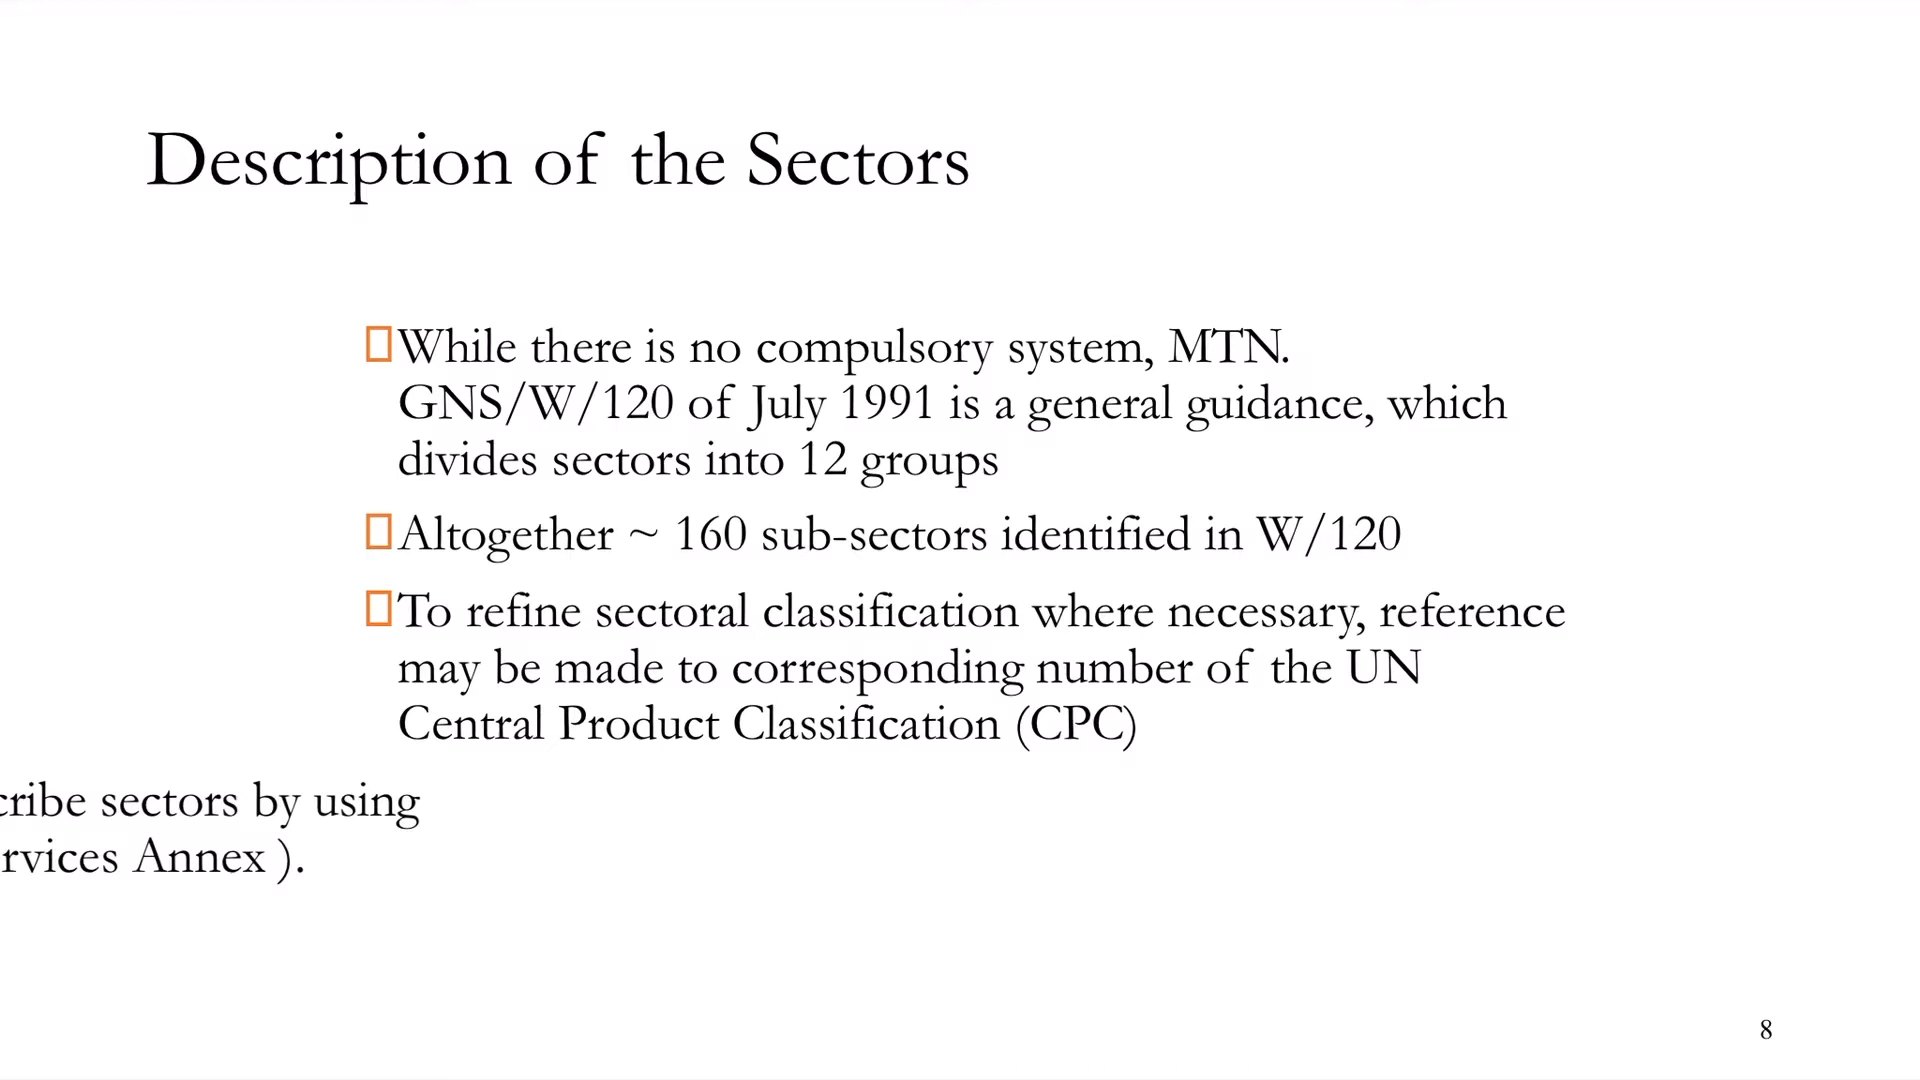 Description of the Sectors
While there is no compulsory system, MTN.
GNS/W/120 of July 1991 is a general guidance, which
divides sectors into 12 groups
Altogether ~ 160 sub-sectors identified in W/120
To refine sectoral classification where necessary, reference
may be made to corresponding number of the UN
Central Product Classification (CPC)
cribe sectors by using
rvices Annex ).
8